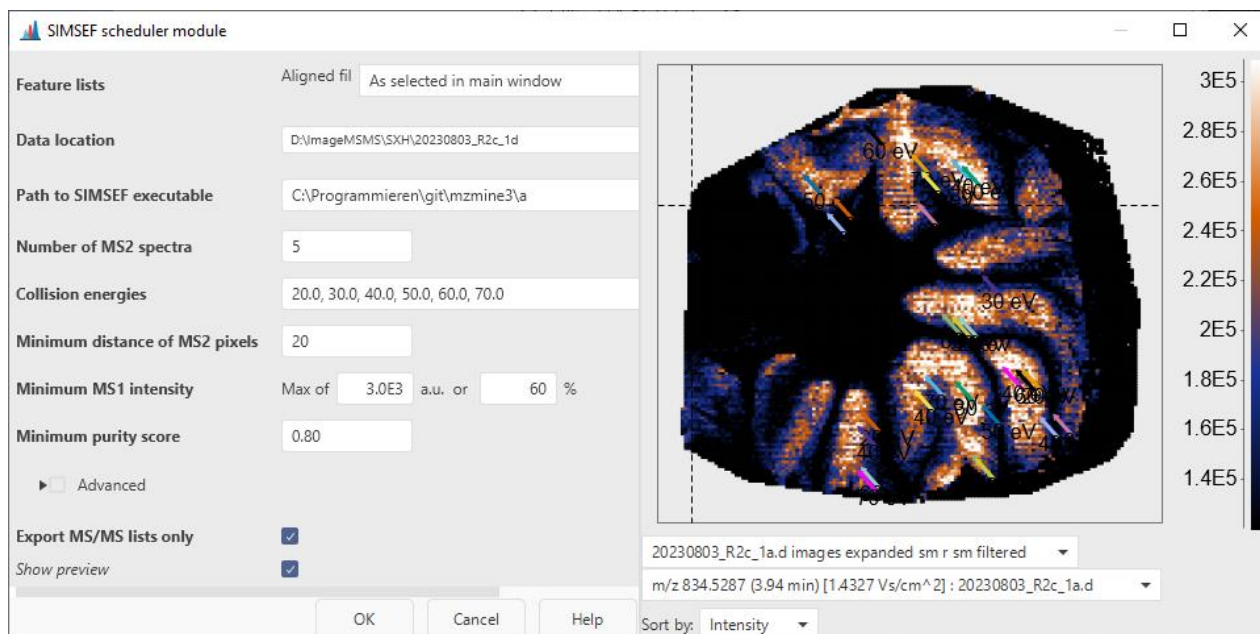 SIMSEF scheduler module
Feature lists
Aligned fil
As selected in main window
Data location
D:\ImageMSMS\SXH\20230803_R2c_1d
Path to SIMSEF executable
C:\Programmieren\git\mzmine3\a
Number of MS2 spectra
5
Collision energies
20.0, 30.0, 40.0, 50.0, 60.0, 70.0
Minimum distance of MS2 pixels
20
Minimum MS1 intensity
Max of 3.0E3 a.u. or 60 %
Minimum purity score
0.80
Advanced
Export MS/MS lists only
Show preview
OK Cancel Help
60 eV
30 eV
40 eV
3E5
2.8E5
2.6E5
2.4E5
2.2E5
2E5
1.8E5
1.6E5
1.4E5
20230803_R2c_1a.d images expanded sm r sm filtered
m/z 834.5287 (3.94 min) [1.4327 Vs/cm^2] : 20230803_R2c_1a.d
Sort by: Intensity